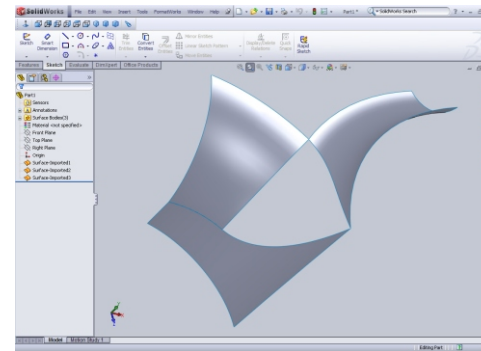 SolidWorks File Edit View Insert Tools FormatWorks Window Help Part1 * SolidWorks Search
Sketch Smart Dimension Trim Entities Convert Entities Offset Entities Mirror Entities Linear Sketch Pattern Move Entities Display/Delete Relations Quick Snaps Rapid Sketch
Features Sketch Evaluate DimXpert Office Products
Part1
Sensors
Annotations
Surface Bodies(3)
Material <not specified>
Front Plane
Top Plane
Right Plane
Origin
Surface-Imported1
Surface-Imported2
Surface-Imported3
Model Motion Study 1
Editing Part